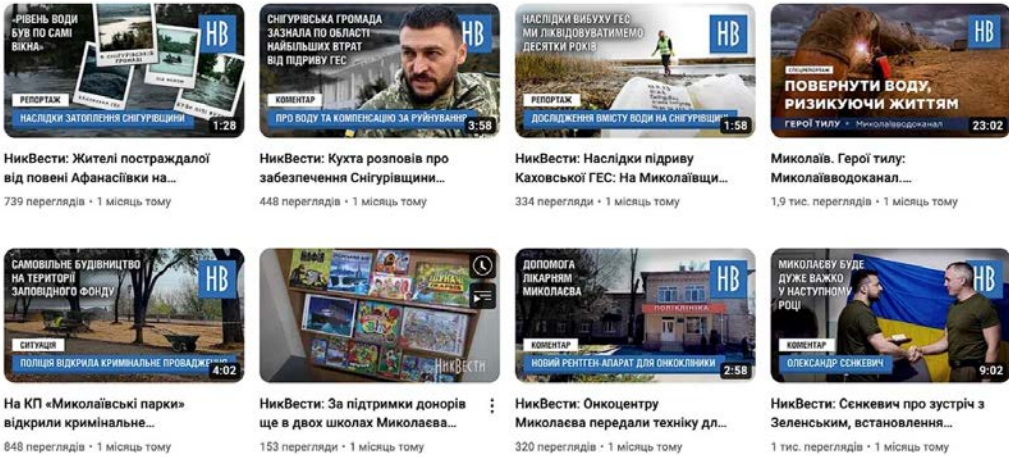 «РІВЕНЬ ВОДИ
БУВ ПО САМІ
ВІКНА»
НВ
РЕПОРТАЖ
НАСЛІДКИ ЗАТОПЛЕННЯ СНІГУРІВЩИНИ
1:28
НикВести: Жителі постраждалої
від повені Афанасіївки на...
739 переглядів • 1 місяць тому
СНІГУРІВСЬКА ГРОМАДА
ЗАЗНАЛА ПО ОБЛАСТІ
НАЙБІЛЬШИХ ВТРАТ
ВІД ПІДРИВУ ГЕС
НВ
КОМЕНТАР
ПРО ВОДУ ТА КОМПЕНСАЦІЮ ЗА РУЙНУВАННЯ
3:58
НикВести: Кухта розповів про
забезпечення Снігурівщини...
448 переглядів • 1 місяць тому
НАСЛІДКИ ВИБУХУ ГЕС
МИ ЛІКВІДОВУВАТИМЕМО
ДЕСЯТКИ РОКІВ
НВ
РЕПОРТАЖ
ДОСЛІДЖЕННЯ ВМІСТУ ВОДИ НА СНІГУРІВЩИНІ
1:58
НикВести: Наслідки підриву
Каховської ГЕС: На Миколаївщи...
334 перегляди • 1 місяць тому
НВ
СПЕЦРЕПОРТАЖ
ПОВЕРНУТИ ВОДУ,
РИЗИКУЮЧИ ЖИТТЯМ
ГЕРОЇ ТИЛУ • Миколаївводоканал
23:02
Миколаїв. Герої тилу:
Миколаївводоканал....
1,9 тис. переглядів • 1 місяць тому
САМОВІЛЬНЕ БУДІВНИЦТВО
НА ТЕРИТОРІЇ
ЗАПОВІДНОГО ФОНДУ
НВ
СИТУАЦІЯ
ПОЛІЦІЯ ВІДКРИЛА КРИМІНАЛЬНЕ ПРОВАДЖЕННЯ
4:02
На КП «Миколаївські парки»
відкрили кримінальне...
848 переглядів • 1 місяць тому
НикВести
НикВести: За підтримки донорів
ще в двох школах Миколаєва...
153 перегляди • 1 місяць тому
ДОПОМОГА
ЛІКАРНЯМ
МИКОЛАЄВА
НВ
ПОЛІКЛІНІКА
КОМЕНТАР
НОВИЙ РЕНТГЕН-АПАРАТ ДЛЯ ОНКОКЛІНІКИ
2:58
НикВести: Онкоцентру
Миколаєва передали техніку дл...
320 переглядів • 1 місяць тому
МИКОЛАЄВУ БУДЕ
ДУЖЕ ВАЖКО
У НАСТУПНОМУ
РОЦІ
НВ
КОМЕНТАР
ОЛЕКСАНДР СЄНКЕВИЧ
9:02
НикВести: Сєнкевич про зустріч з
Зеленським, встановлення...
1 тис. переглядів • 1 місяць тому